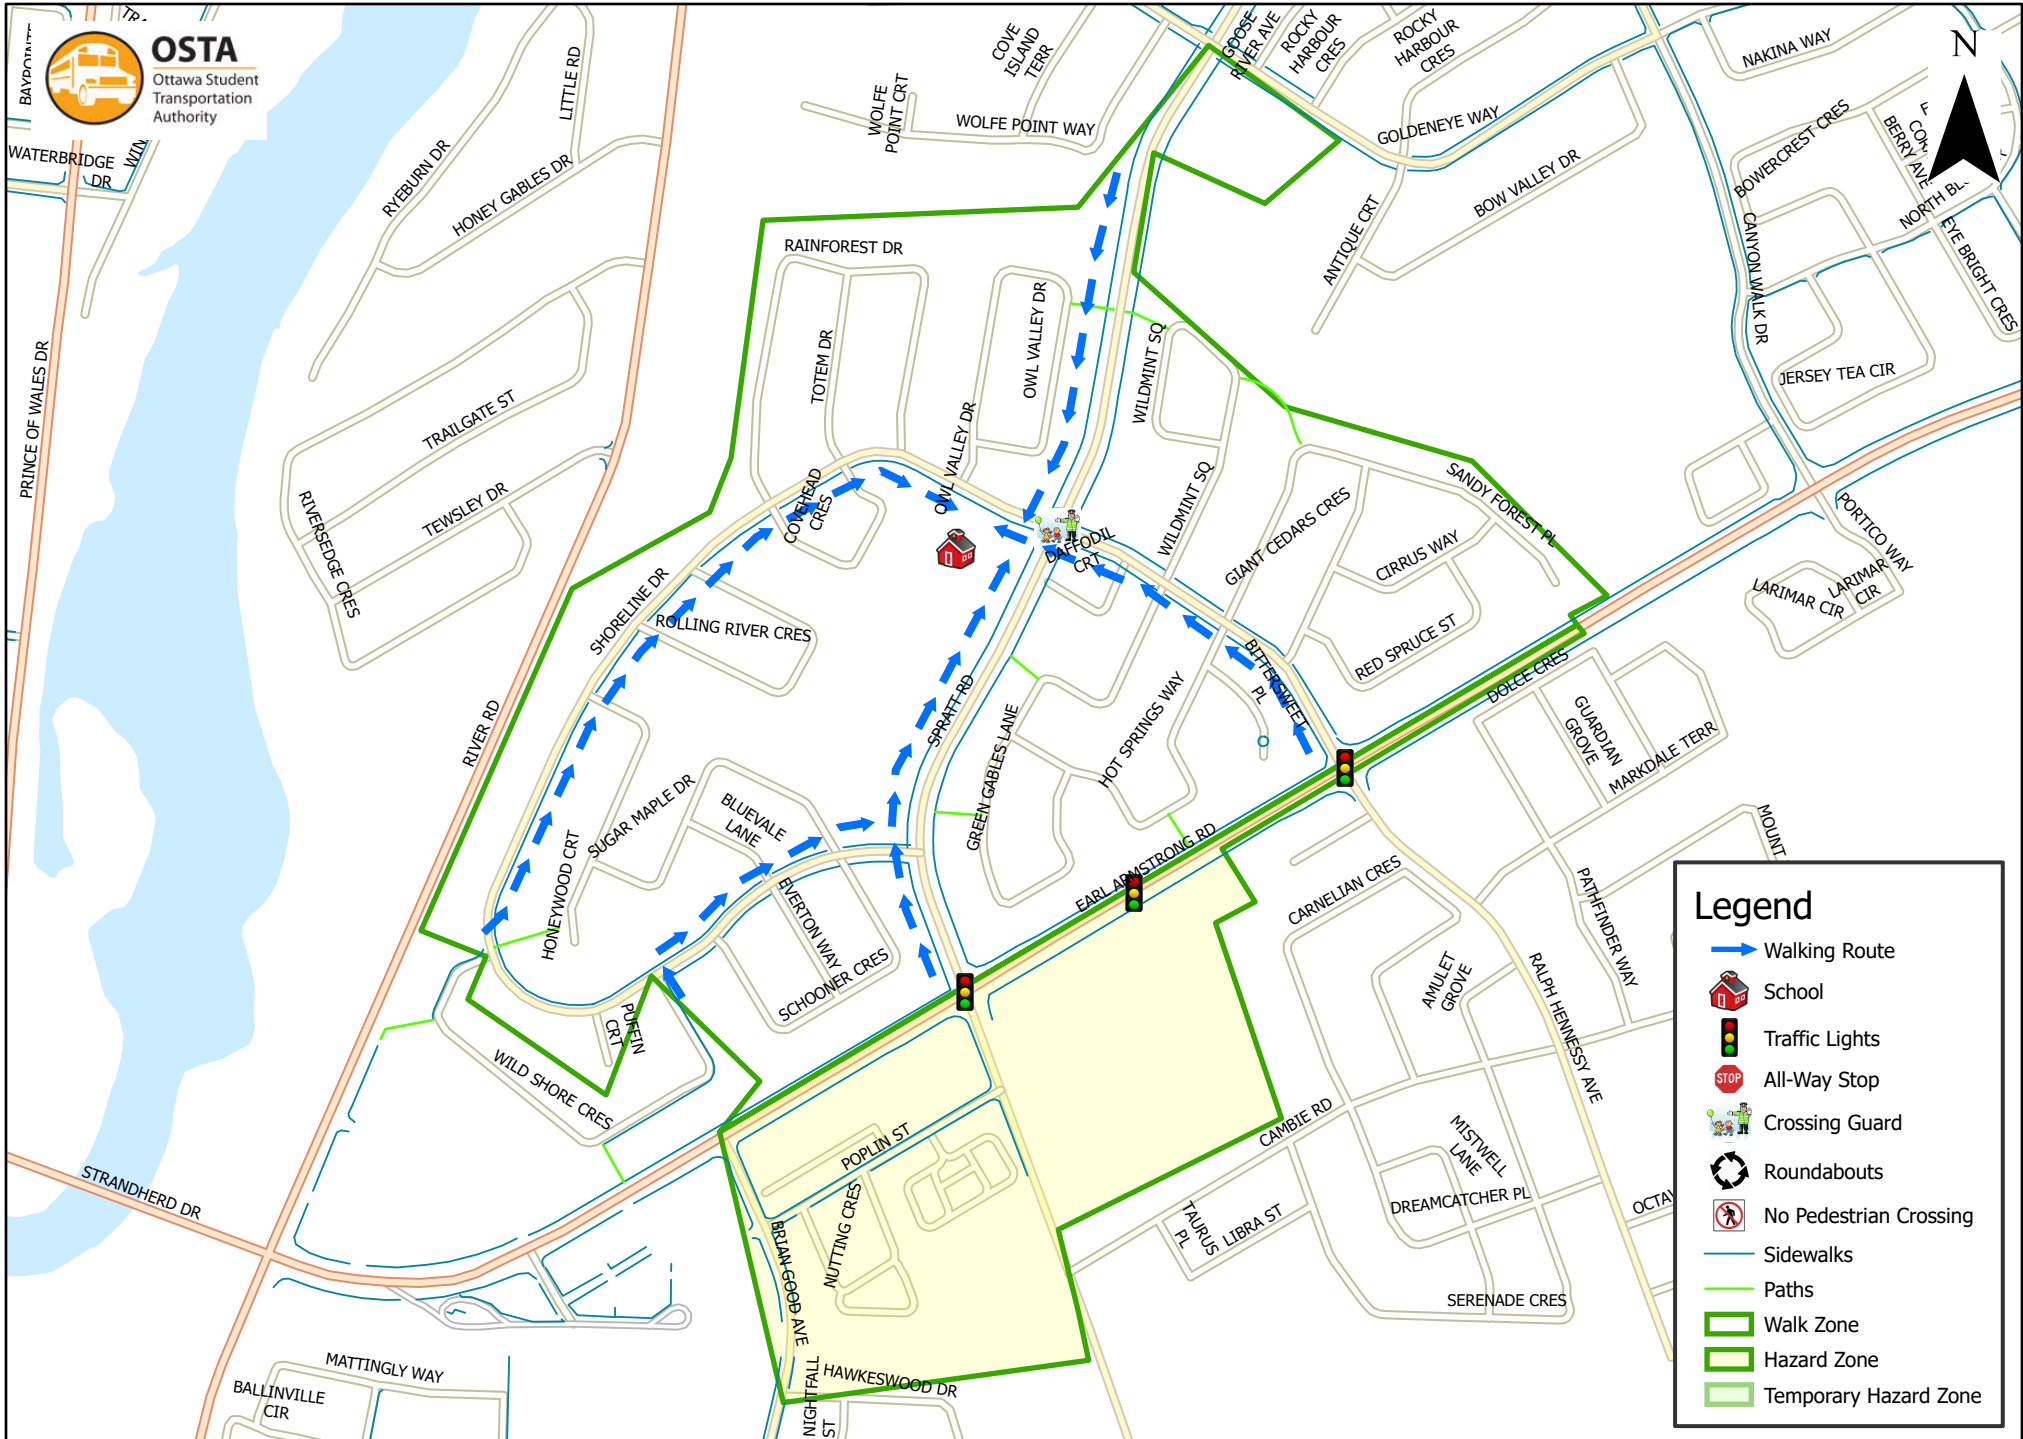 OSTA
Ottawa Student
Transportation
Authority
N
WATERBRIDGE
DR
RYEBURN DR
LITTLE RD
HONEY GABLES DR
WOLFE
POINT CRT
COVE
ISLAND
TERR
WOLFE POINT WAY
GOOSE
RIVER AVE
ROCKY
HARBOUR
CRES
ROCKY
HARBOUR
CRES
NAKINA WAY
GOLDENEYE WAY
BOW VALLEY DR
ANTIQUE CRT
BOWERCREST CRES
BERRY AVE
EYE BRIGHT CRES
CANYON WALK DR
JERSEY TEA CIR
PORTICO WAY
LARIMAR CIR
LARIMAR
CIR
PRINCE OF WALES DR
TRAILGATE ST
TEWSLEY DR
RIVERSEDGE CRES
RIVER RD
RAINFOREST DR
TOTEM DR
OWL VALLEY DR
OWL VALLEY DR
WILDMINT SQ
WILDMINT SQ
COVEHEAD
CRES
DAFFODIL
CRT
GIANT CEDARS CRES
SANDY FOREST PL
CIRRUS WAY
RED SPRUCE ST
SHORELINE DR
ROLLING RIVER CRES
SPRATT RD
BITTERSWEET
PL
HOT SPRINGS WAY
GREEN GABLES LANE
DOLCE CRES
GUARDIAN
GROVE
MARKDALE TERR
MOUNT
SUGAR MAPLE DR
BLUEVALE
LANE
HONEYWOOD CRT
EVERTON WAY
SCHOONER CRES
EARL ARMSTRONG RD
CARNELIAN CRES
PATHFINDER WAY
AMULET
GROVE
RALPH HENNESSY AVE
PUFFIN
CRT
WILD SHORE CRES
STRANDHERD DR
POPLIN ST
NUTTING CRES
BRIAN GOOD AVE
CAMBIE RD
MISTWELL
LANE
DREAMCATCHER PL
TAURUS
PL
LIBRA ST
SERENADE CRES
MATTINGLY WAY
BALLINVILLE
CIR
NIGHTFALL
ST
HAWKESWOOD DR
Legend
Walking Route
School
Traffic Lights
STOP
All-Way Stop
Crossing Guard
Roundabouts
No Pedestrian Crossing
Sidewalks
Paths
Walk Zone
Hazard Zone
Temporary Hazard Zone